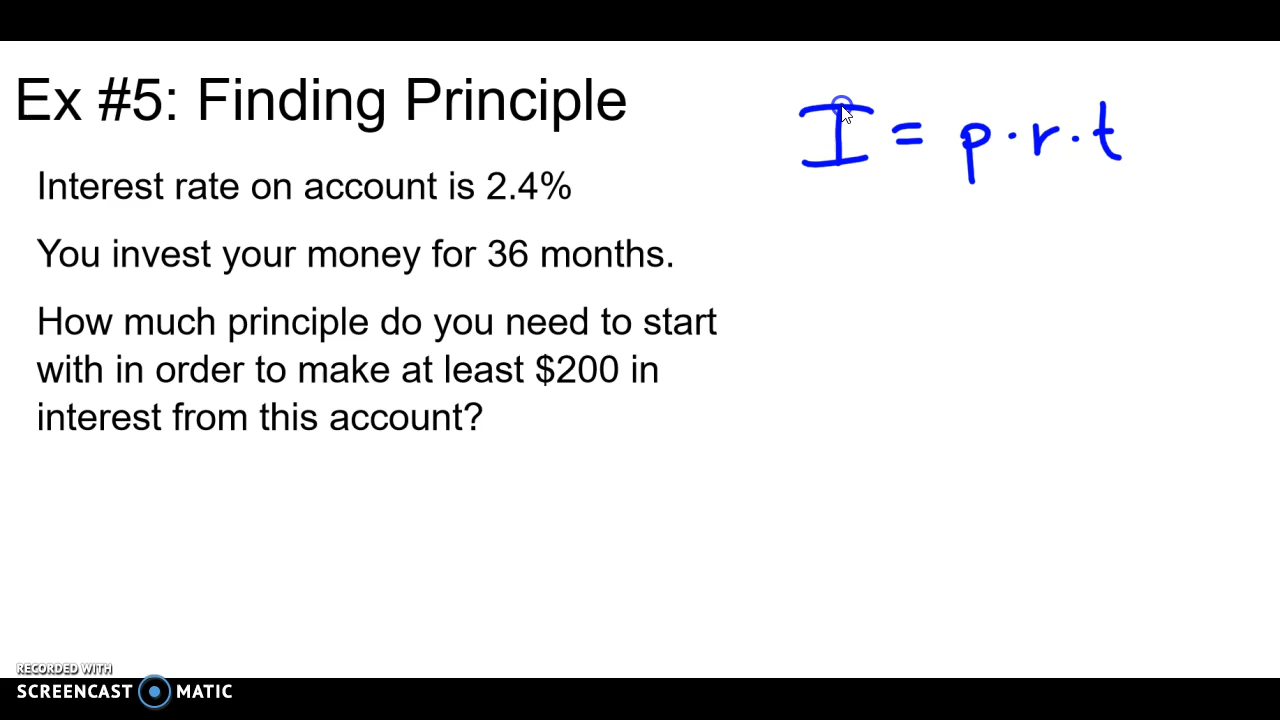 Ex #5: Finding Principle
I = p · r · t
Interest rate on account is 2.4%
You invest your money for 36 months.
How much principle do you need to start
with in order to make at least $200 in
interest from this account?
RECORDED WITH
SCREENCAST MATIC